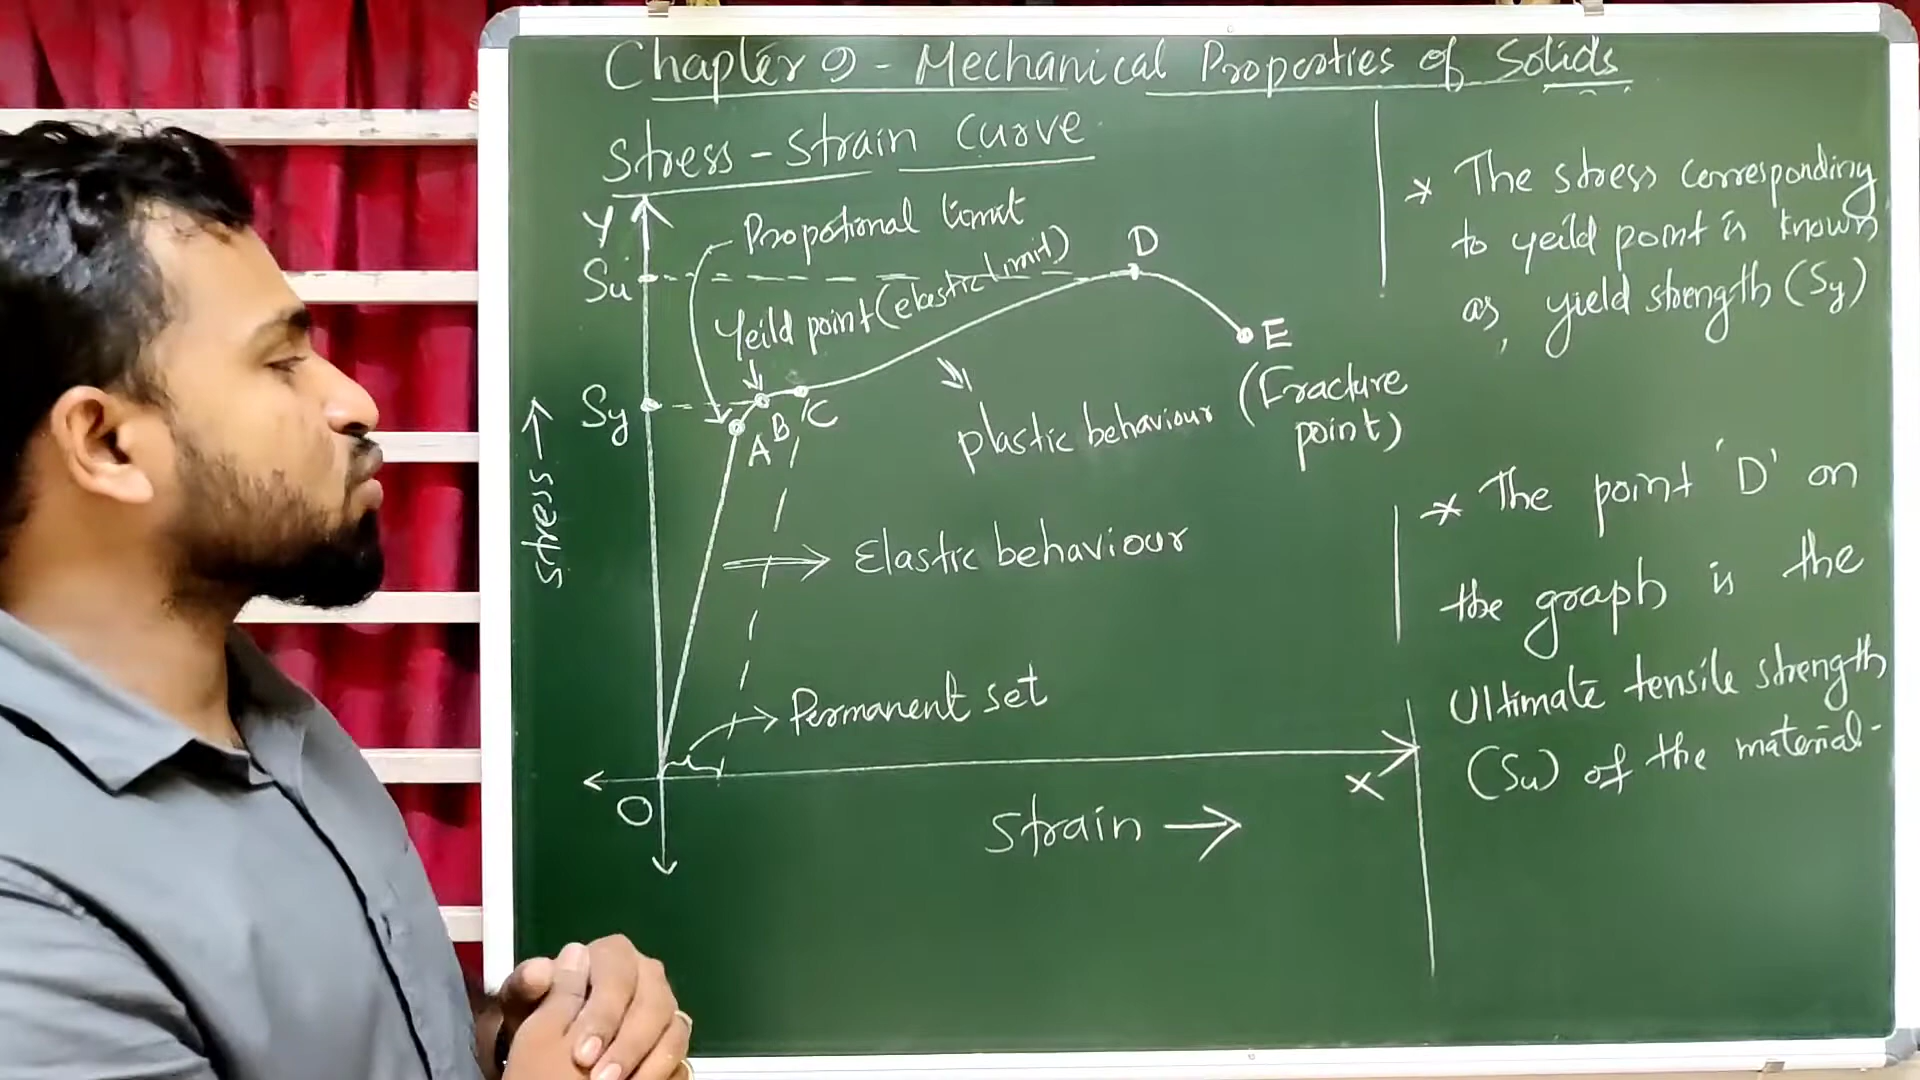 Chapter 9 - Mechanical Properties of Solids
Stress - Strain Curve
Y
Propotional limit
Su
Yeild point (elastic limit)
D
E
(Fracture
point)
Sy
A
B
C
plastic behaviour
Stress →
Elastic behaviour
Permanent set
O
X
Strain →
* The stress corresponding
to yeild point is known
as, yield strength (Sy)
* The point 'D' on
the graph is the
Ultimate tensile strength
(Su) of the material.